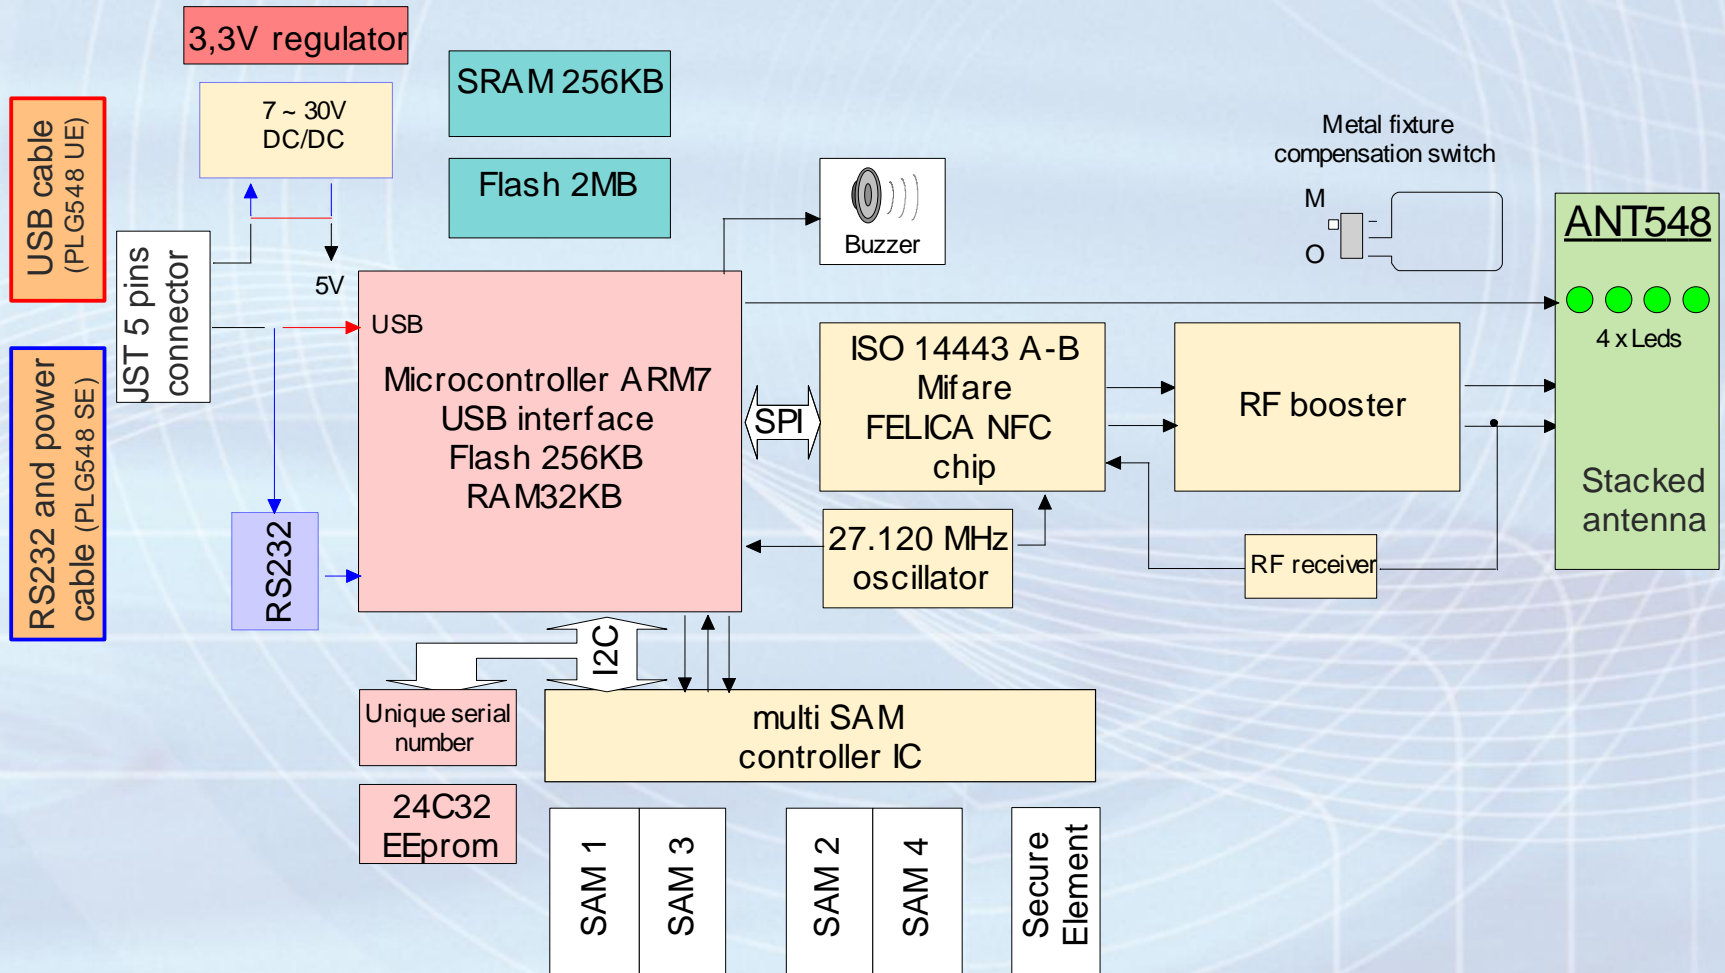 3,3V regulator
7 ~ 30V
DC/DC
SRAM 256KB
Flash 2MB
USB cable
(PLG548 UE)
RS232 and power
cable (PLG548 SE)
JST 5 pins
connector
5V
USB
Microcontroller ARM7
USB interface
Flash 256KB
RAM32KB
RS232
Buzzer
SPI
ISO 14443 A-B
Mifare
FELICA NFC
chip
27.120 MHz
oscillator
RF booster
RF receiver
Metal fixture
compensation switch
M
O
ANT548
4 x Leds
Stacked
antenna
I2C
Unique serial
number
24C32
EEprom
multi SAM
controller IC
SAM 1
SAM 3
SAM 2
SAM 4
Secure
Element